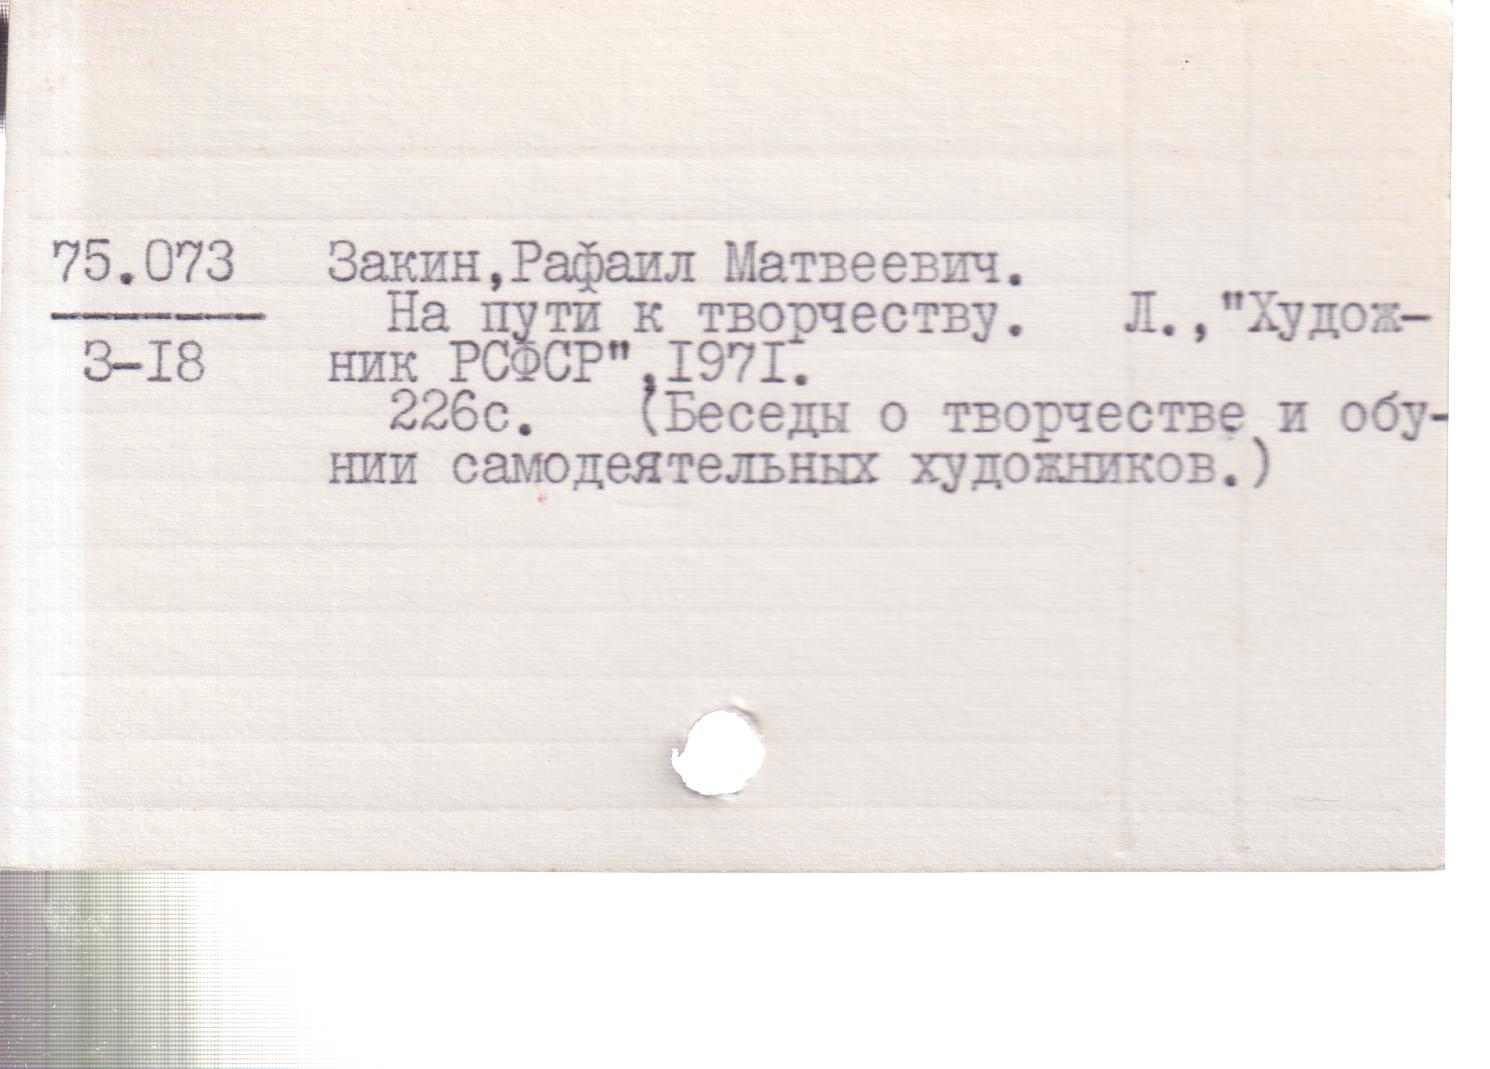 75.073 Закин,Рафаил Матвеевич.
На пути к творчеству. Л.,"Худож-
З-I8 ник РСФСР",I97I.
226с. (Беседы о творчестве и обу-
нии самодеятельных художников.)